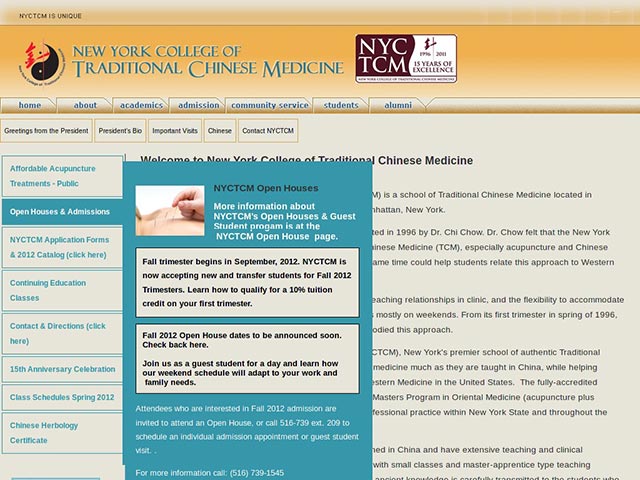 NYCTCM IS UNIQUE
NEW YORK COLLEGE OF
TRADITIONAL CHINESE MEDICINE
NYC
TCM
1996 2011
15 YEARS OF
EXCELLENCE
NEW YORK COLLEGE OF TRADITIONAL CHINESE MEDICINE
home about academics admission community service students alumni
Greetings from the President President's Bio Important Visits Chinese Contact NYCTCM
Affordable Acupuncture
Treatments - Public
Open Houses & Admissions
NYCTCM Application Forms
& 2012 Catalog (click here)
Continuing Education
Classes
Contact & Directions (click
here)
15th Anniversary Celebration
Class Schedules Spring 2012
Chinese Herbology
Certificate
Welcome to New York College of Traditional Chinese Medicine
NYCTCM Open Houses
More information about
NYCTCM's Open Houses & Guest
Student progam is at the
NYCTCM Open House page.
Fall trimester begins in September, 2012. NYCTCM is
now accepting new and transfer students for Fall 2012
Trimesters. Learn how to qualify for a 10% tuition
credit on your first trimester.
Fall 2012 Open House dates to be announced soon.
Check back here.
Join us as a guest student for a day and learn how
our weekend schedule will adapt to your work and
family needs.
Attendees who are interested in Fall 2012 admission are
invited to attend an Open House, or call 516-739 ext. 209 to
schedule an individual admission appointment or guest student
visit. .
For more information call: (516) 739-1545
M) is a school of Traditional Chinese Medicine located in
nhattan, New York.
ted in 1996 by Dr. Chi Chow. Dr. Chow felt that the New York
hinese Medicine (TCM), especially acupuncture and Chinese
ame time could help students relate this approach to Western
eaching relationships in clinic, and the flexibility to accommodate
s mostly on weekends. From its first trimester in spring of 1996,
odied this approach.
CTCM), New York's premier school of authentic Traditional
medicine much as they are taught in China, while helping
estern Medicine in the United States. The fully-accredited
Masters Program in Oriental Medicine (acupuncture plus
ofessional practice within New York State and throughout the
ned in China and have extensive teaching and clinical
with small classes and master-apprentice type teaching